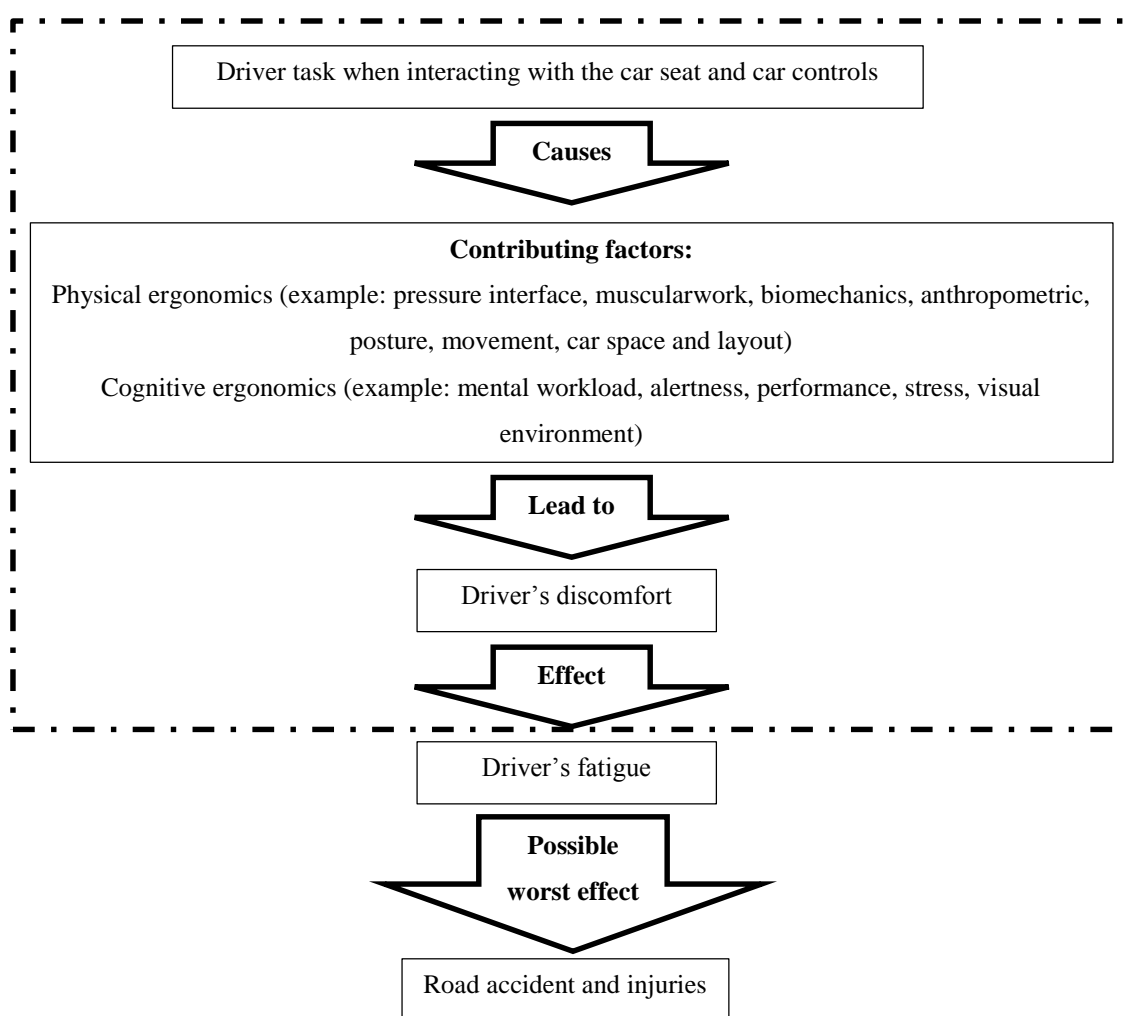 Driver task when interacting with the car seat and car controls
Causes
Contributing factors:
Physical ergonomics (example: pressure interface, muscularwork, biomechanics, anthropometric,
posture, movement, car space and layout)
Cognitive ergonomics (example: mental workload, alertness, performance, stress, visual
environment)
Lead to
Driver’s discomfort
Effect
Driver’s fatigue
Possible
worst effect
Road accident and injuries